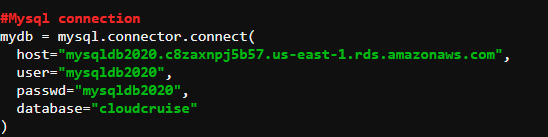 #Mysql connection
mydb = mysql.connector.connect(
  host="mysqldb2020.c8zaxnpj5b57.us-east-1.rds.amazonaws.com",
  user="mysqldb2020",
  passwd="mysqldb2020",
  database="cloudcruise"
)